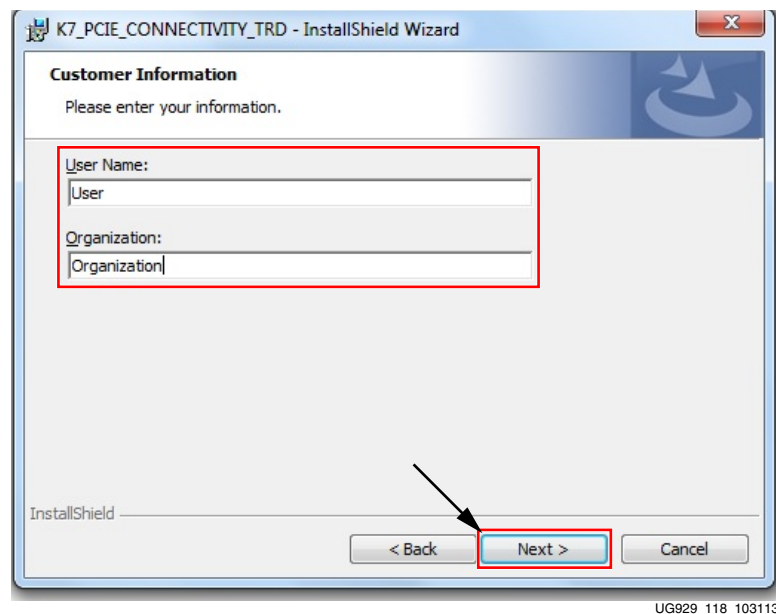 K7_PCIE_CONNECTIVITY_TRD - InstallShield Wizard
Customer Information
Please enter your information.
User Name:
User
Organization:
Organization
InstallShield
< Back Next > Cancel
UG929_118_103113